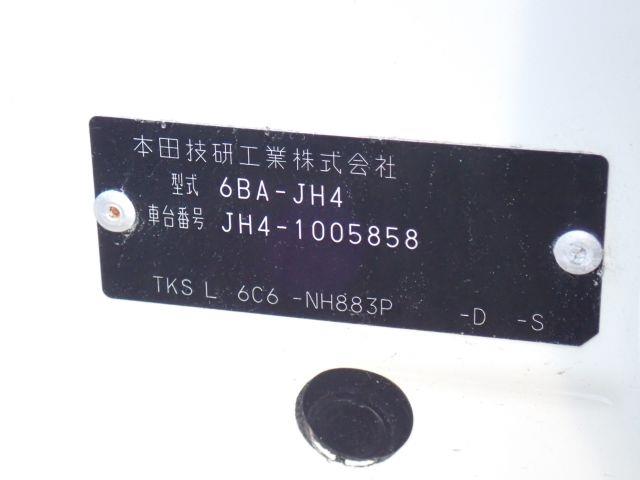 本田技研工業株式会社
型式 6BA-JH4
車台番号 JH4-1005858
TKS L 6C6 -NH883P -D -S